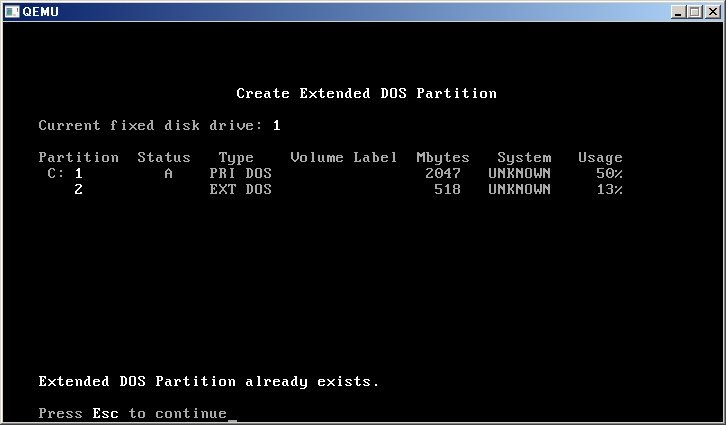 QEMU
Create Extended DOS Partition
Current fixed disk drive: 1
Partition Status Type Volume Label Mbytes System Usage
C: 1 A PRI DOS 2047 UNKNOWN 50%
2 EXT DOS 518 UNKNOWN 13%
Extended DOS Partition already exists.
Press Esc to continue_